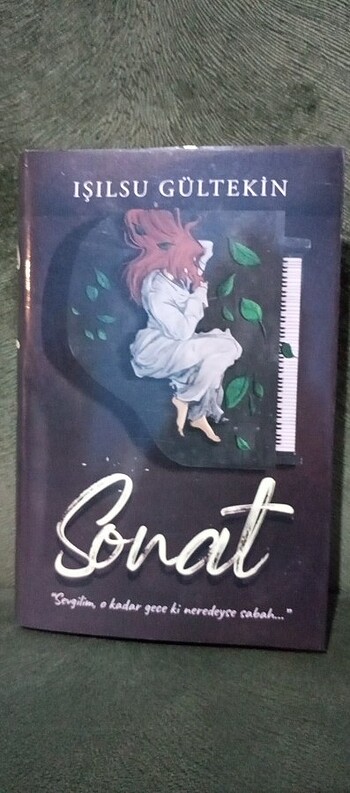 IŞILSU GÜLTEKİN
Sonat
"Sevgilim, o kadar gece ki neredeyse sabah..."